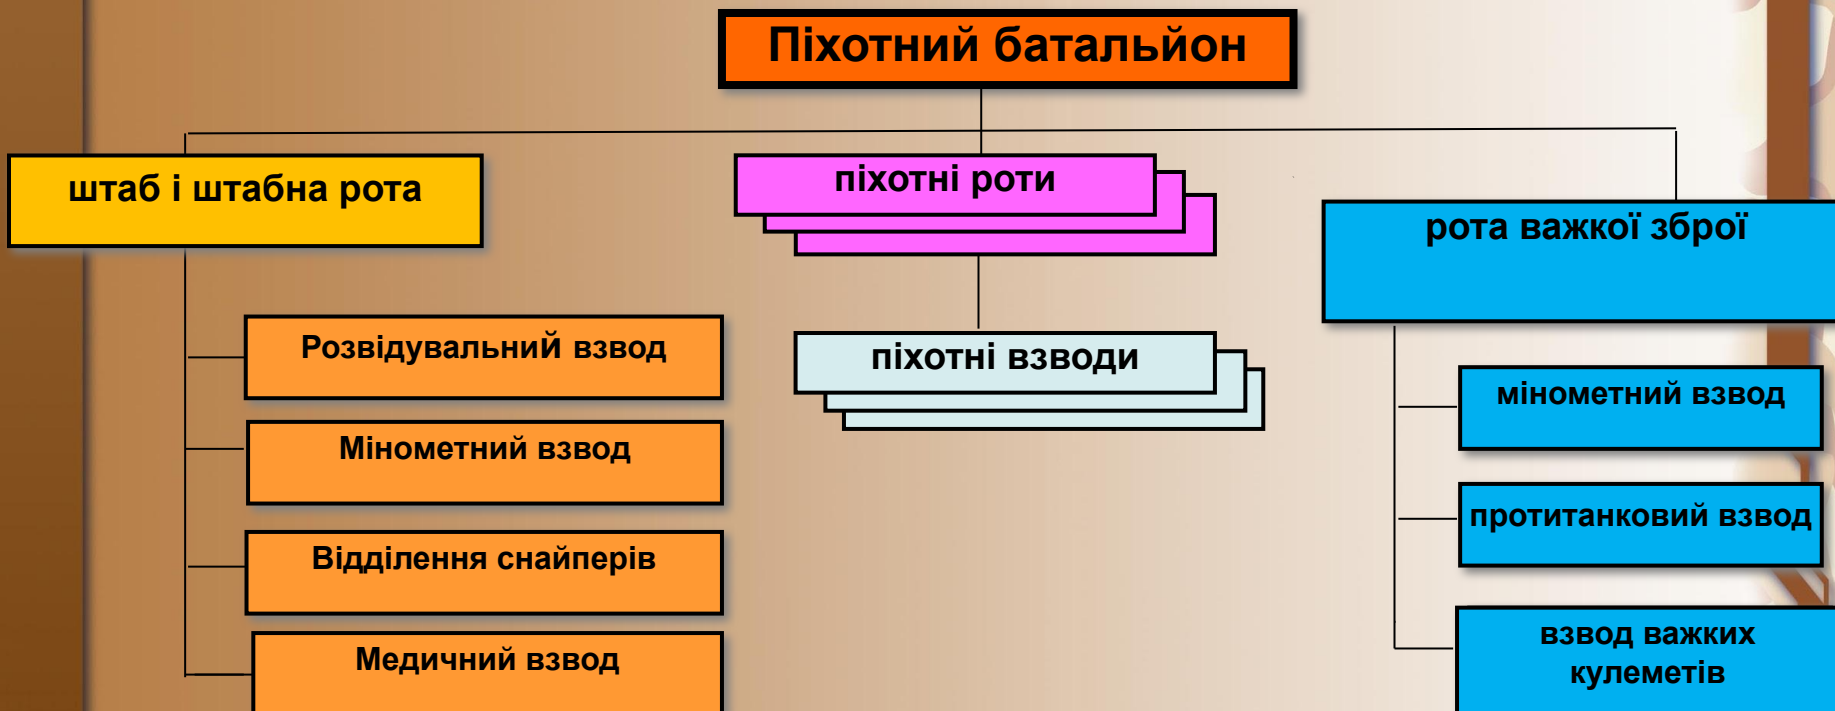 Піхотний батальйон
штаб і штабна рота
піхотні роти
рота важкої зброї
Розвідувальний взвод
Мінометний взвод
Відділення снайперів
Медичний взвод
піхотні взводи
мінометний взвод
протитанковий взвод
взвод важких
кулеметів